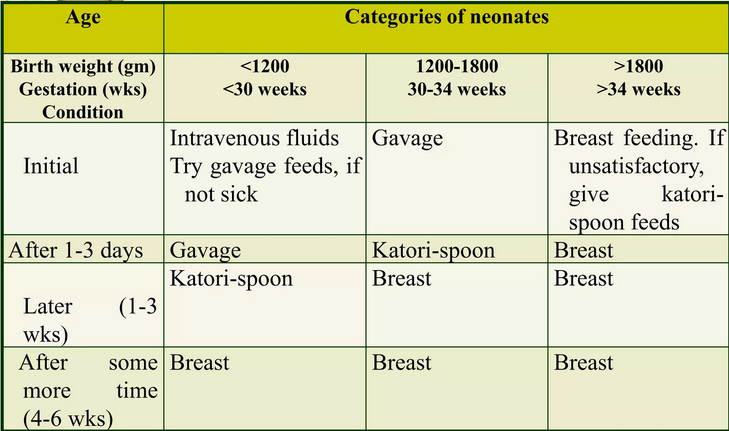 Age
Categories of neonates
Birth weight (gm)
Gestation (wks)
Condition
<1200
<30 weeks
1200-1800
30-34 weeks
>1800
>34 weeks
Initial
Intravenous fluids
Try gavage feeds, if
not sick
Gavage
Breast feeding. If
unsatisfactory,
give katori-
spoon feeds
After 1-3 days
Gavage
Katori-spoon
Breast
Later (1-3
wks)
Katori-spoon
Breast
Breast
After some
more time
(4-6 wks)
Breast
Breast
Breast